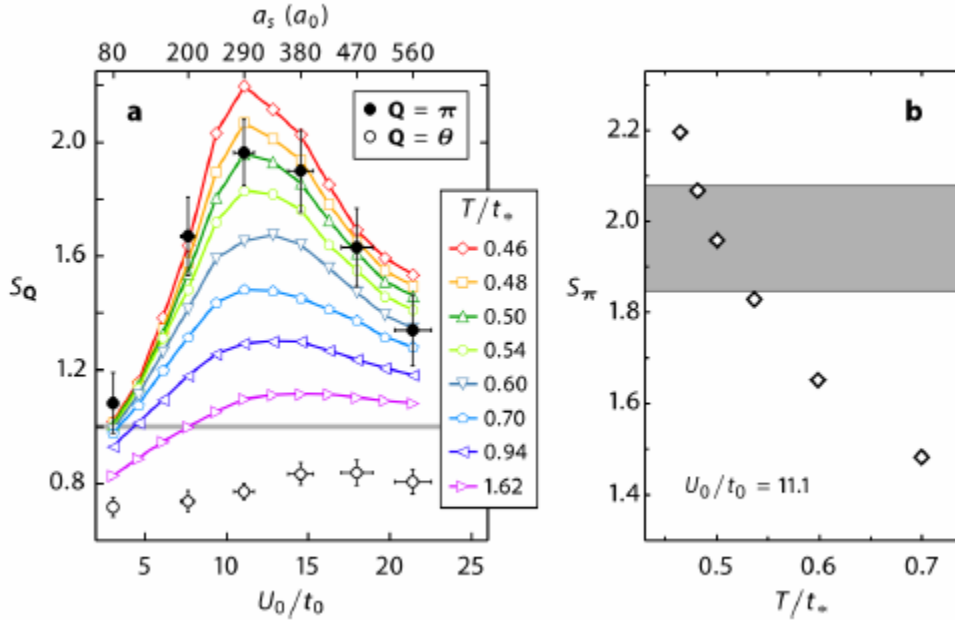 a_s (a_0)
80 200 290 380 470 560
a
Q = π
Q = θ
T/t_*
0.46
0.48
0.50
0.54
0.60
0.70
0.94
1.62
S_Q
2.0
1.6
1.2
0.8
5 10 15 20 25
U_0/t_0
b
S_π
2.2
2.0
1.8
1.6
1.4
U_0/t_0 = 11.1
0.5 0.6 0.7
T/t_*